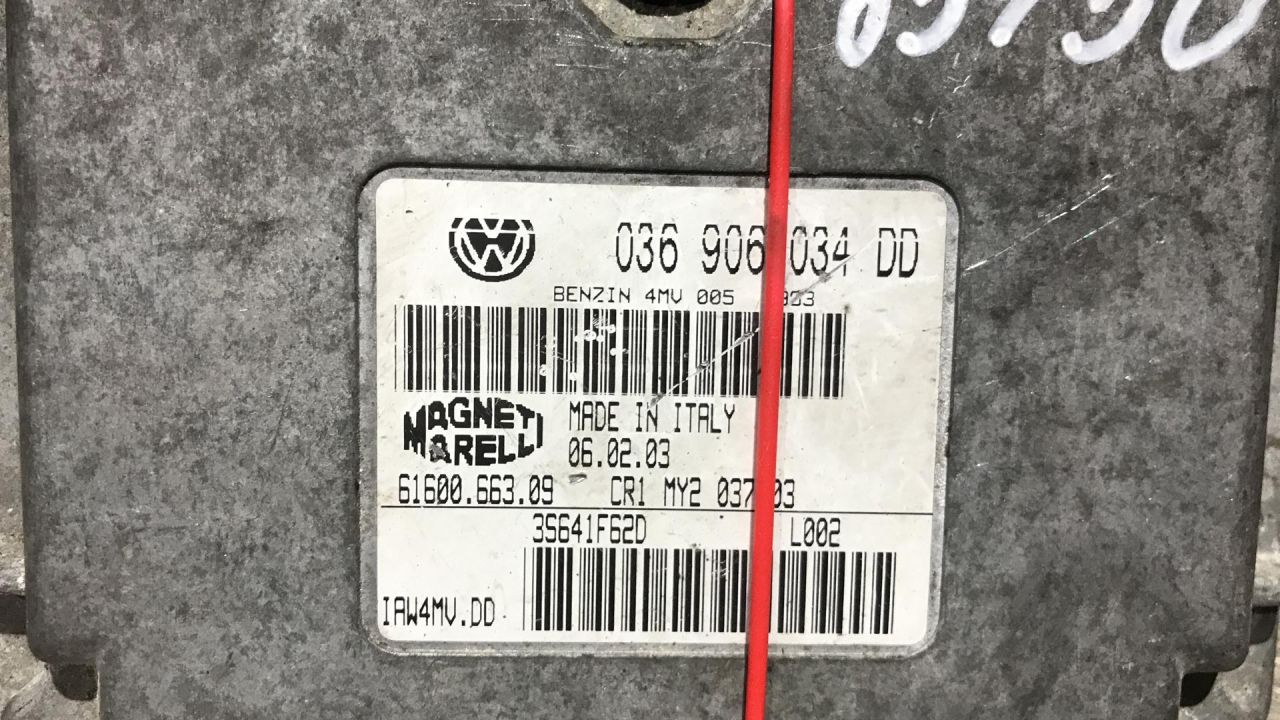 036 906 034 DD
BENZIN 4MV 005
MAGNETI MARELLI
MADE IN ITALY
06.02.03
61600.663.09 CR1 MY2
3S641F62D L002
IAW4MV.DD